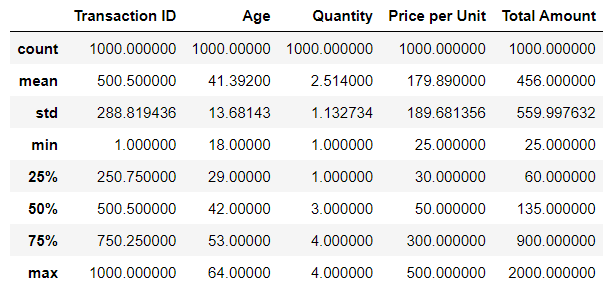 Transaction ID Age Quantity Price per Unit Total Amount
count 1000.000000 1000.00000 1000.000000 1000.000000 1000.000000
mean 500.500000 41.39200 2.514000 179.890000 456.000000
std 288.819436 13.68143 1.132734 189.681356 559.997632
min 1.000000 18.00000 1.000000 25.000000 25.000000
25% 250.750000 29.00000 1.000000 30.000000 60.000000
50% 500.500000 42.00000 3.000000 50.000000 135.000000
75% 750.250000 53.00000 4.000000 300.000000 900.000000
max 1000.000000 64.00000 4.000000 500.000000 2000.000000